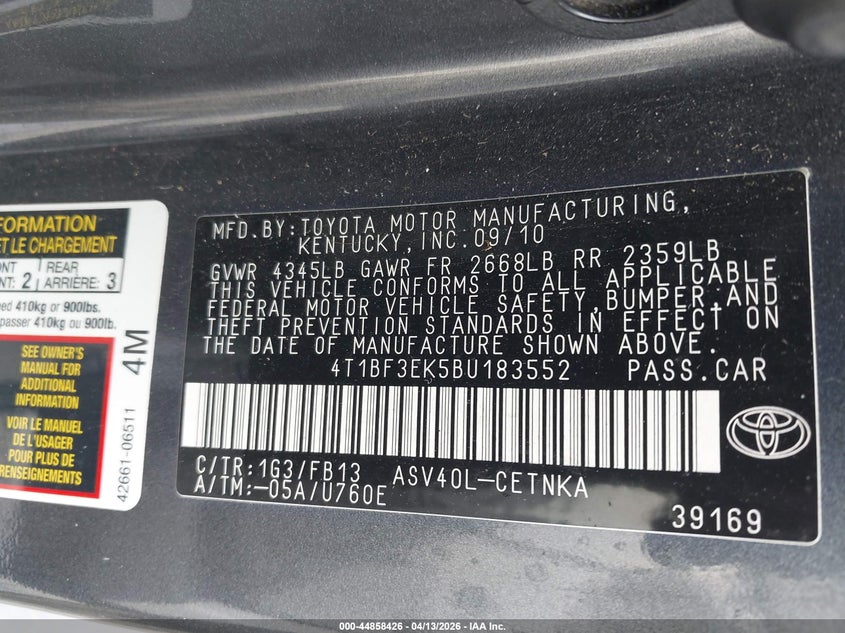 FORMATION
ET LE CHARGEMENT
ONT REAR
NT: 2 ARRIÈRE: 3
ed 410kg or 900lbs.
passer 410kg ou 900lb.
SEE OWNER'S
MANUAL FOR
ADDITIONAL
INFORMATION
VOIR LE MANUEL
DE L'USAGER
POUR PLUS DE
RENSEIGNEMENTS
4M
42661-06511
MFD.BY:TOYOTA MOTOR MANUFACTURING,
KENTUCKY,INC.09/10
GVWR 4345LB GAWR FR 2668LB RR 2359LB
THIS VEHICLE CONFORMS TO ALL APPLICABLE
FEDERAL MOTOR VEHICLE SAFETY,BUMPER,AND
THEFT PREVENTION STANDARDS IN EFFECT ON
THE DATE OF MANUFACTURE SHOWN ABOVE.
4T1BF3EK5BU183552 PASS.CAR
C/TR:1G3/FB13 ASV40L-CETNKA
A/TM:-05A/U760E
39169
000-44858426 - 04/13/2026 - IAA Inc.